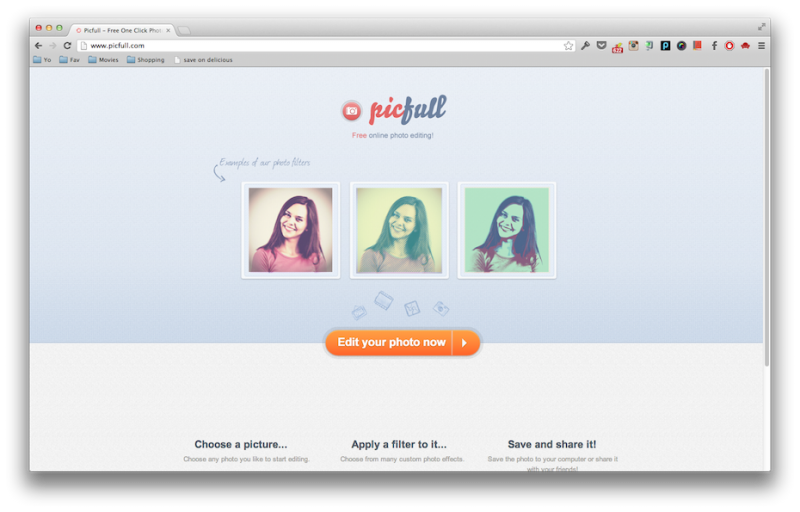 Picfull – Free One Click Phot
www.picfull.com
Yo
Fav
Movies
Shopping
save on delicious
picfull
Free online photo editing!
Examples of our photo filters
Edit your photo now
Choose a picture...
Choose any photo you like to start editing.
Apply a filter to it...
Choose from many custom photo effects.
Save and share it!
Save the photo to your computer or share it
with your friends!